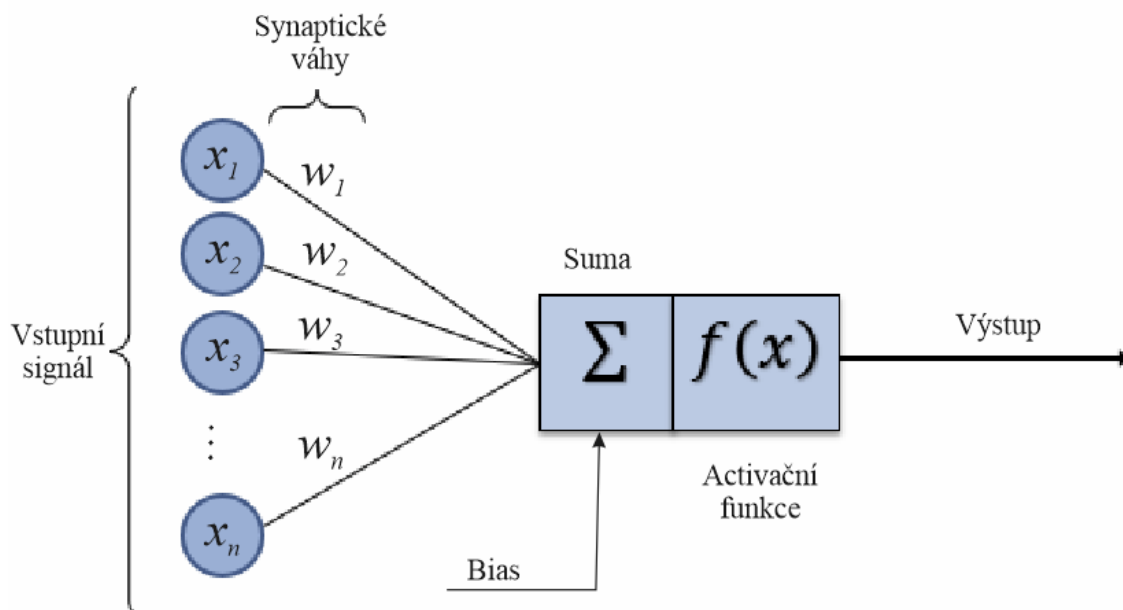 Synaptické
váhy
Vstupní
signál
x₁
x₂
x₃
⋮
xₙ
w₁
w₂
w₃
wₙ
Suma
Σ
f(x)
Activační
funkce
Bias
Výstup